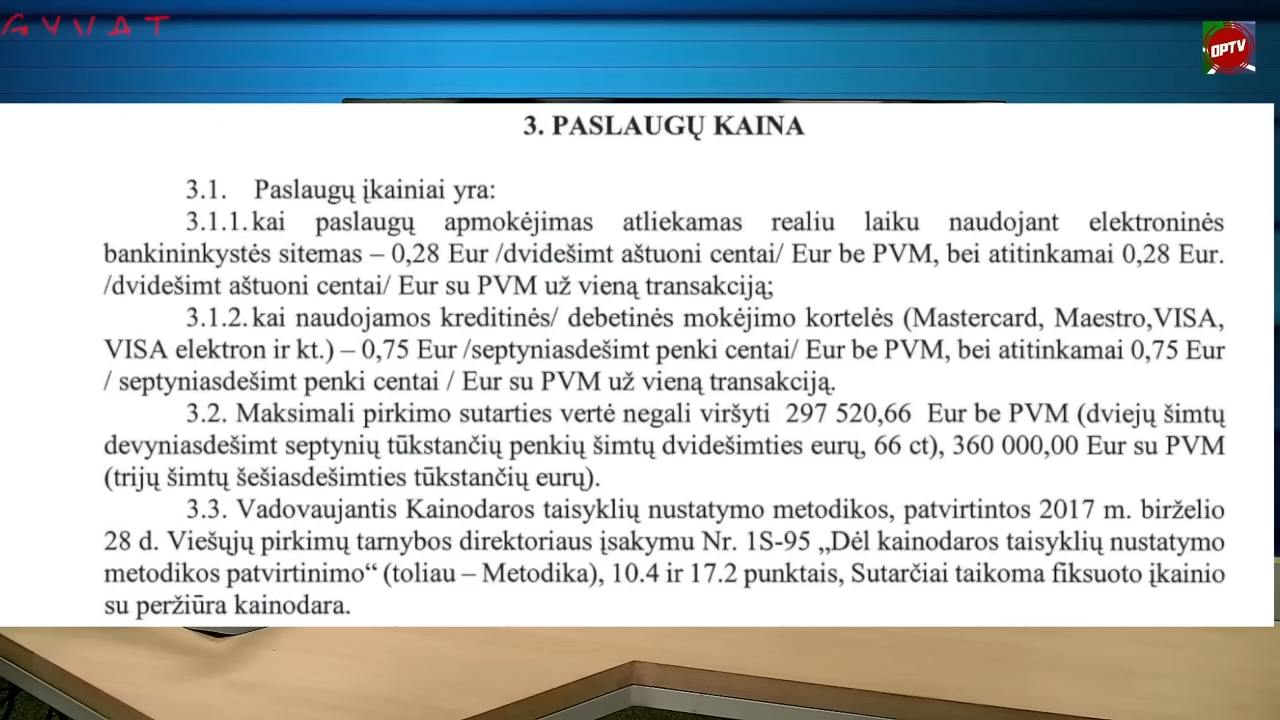 GYVAT
OPTV
3. PASLAUGŲ KAINA
3.1. Paslaugų įkainiai yra:
3.1.1. kai paslaugų apmokėjimas atliekamas realiu laiku naudojant elektroninės
bankininkystės sitemas – 0,28 Eur /dvidešimt aštuoni centai/ Eur be PVM, bei atitinkamai 0,28 Eur.
/dvidešimt aštuoni centai/ Eur su PVM už vieną transakciją;
3.1.2. kai naudojamos kreditinės/ debetinės mokėjimo kortelės (Mastercard, Maestro,VISA,
VISA elektron ir kt.) – 0,75 Eur /septyniasdešimt penki centai/ Eur be PVM, bei atitinkamai 0,75 Eur
/ septyniasdešimt penki centai / Eur su PVM už vieną transakciją.
3.2. Maksimali pirkimo sutarties vertė negali viršyti 297 520,66 Eur be PVM (dviejų šimtų
devyniasdešimt septynių tūkstančių penkių šimtų dvidešimties eurų, 66 ct), 360 000,00 Eur su PVM
(trijų šimtų šešiasdešimties tūkstančių eurų).
3.3. Vadovaujantis Kainodaros taisyklių nustatymo metodikos, patvirtintos 2017 m. birželio
28 d. Viešųjų pirkimų tarnybos direktoriaus įsakymu Nr. 1S-95 „Dėl kainodaros taisyklių nustatymo
metodikos patvirtinimo“ (toliau – Metodika), 10.4 ir 17.2 punktais, Sutarčiai taikoma fiksuoto įkainio
su peržiūra kainodara.